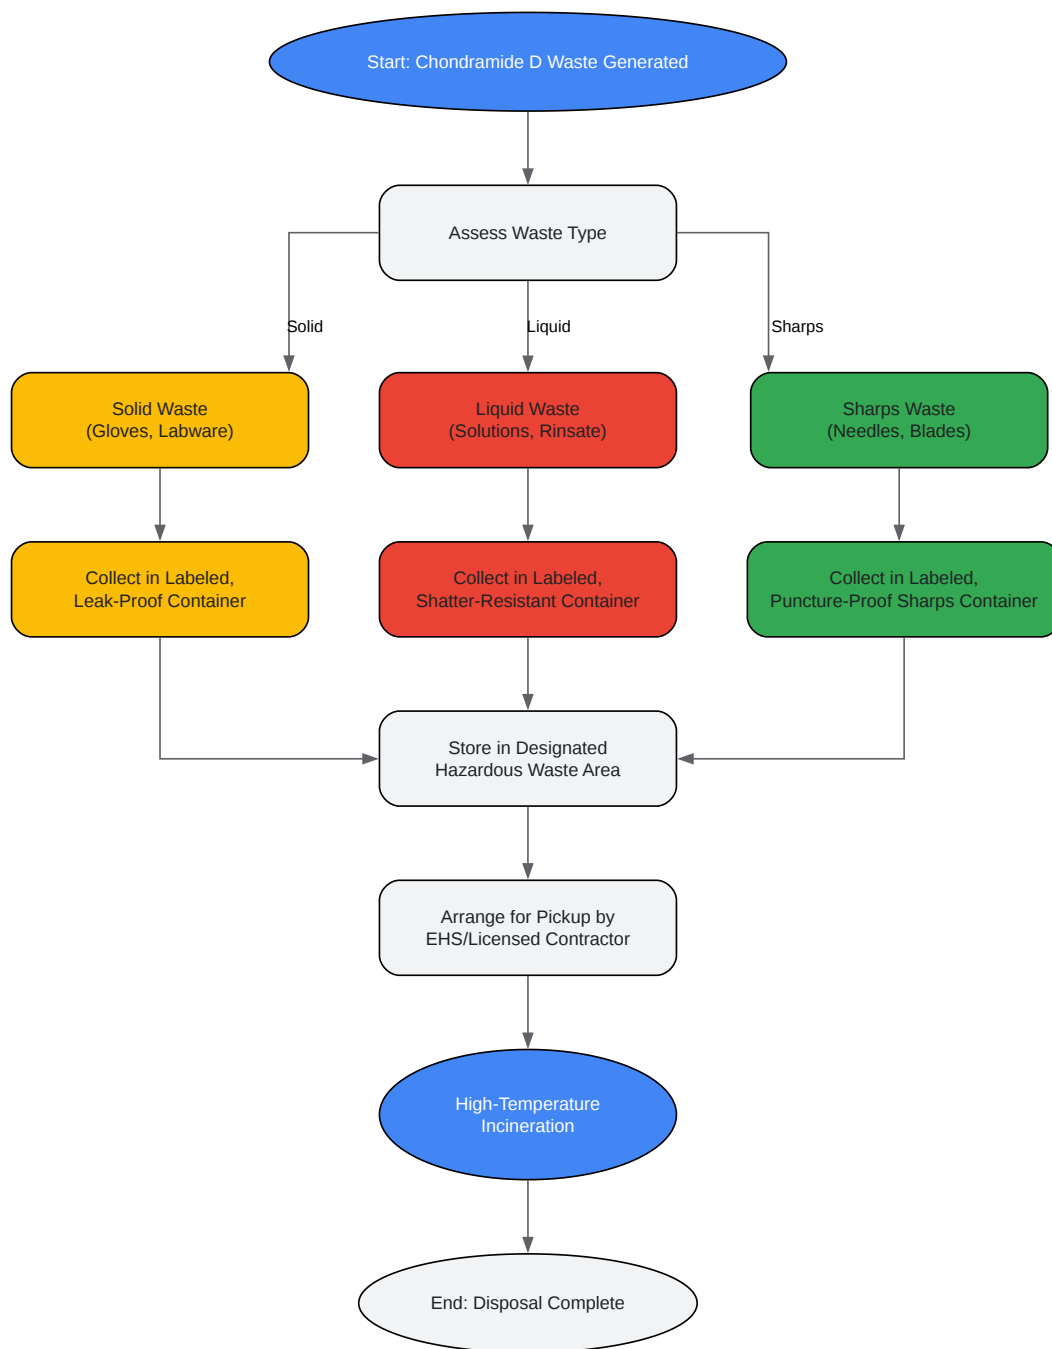 Start: Chondramide D Waste Generated
Assess Waste Type
Solid
Liquid
Sharps
Solid Waste
(Gloves, Labware)
Liquid Waste
(Solutions, Rinsate)
Sharps Waste
(Needles, Blades)
Collect in Labeled,
Leak-Proof Container
Collect in Labeled,
Shatter-Resistant Container
Collect in Labeled,
Puncture-Proof Sharps Container
Store in Designated
Hazardous Waste Area
Arrange for Pickup by
EHS/Licensed Contractor
High-Temperature
Incineration
End: Disposal Complete